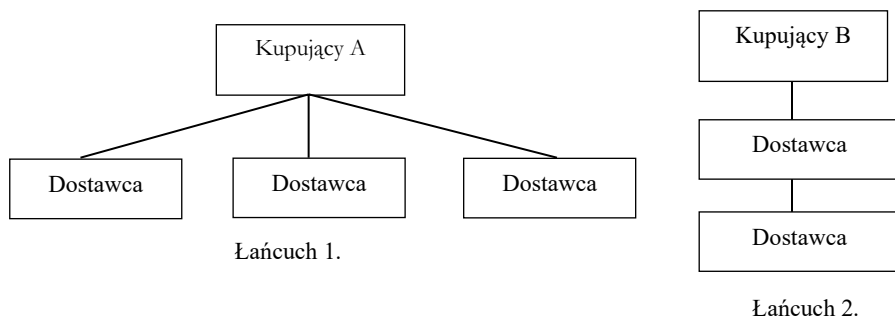 Kupujący A
Dostawca
Dostawca
Dostawca
Łańcuch 1.
Kupujący B
Dostawca
Dostawca
Łańcuch 2.